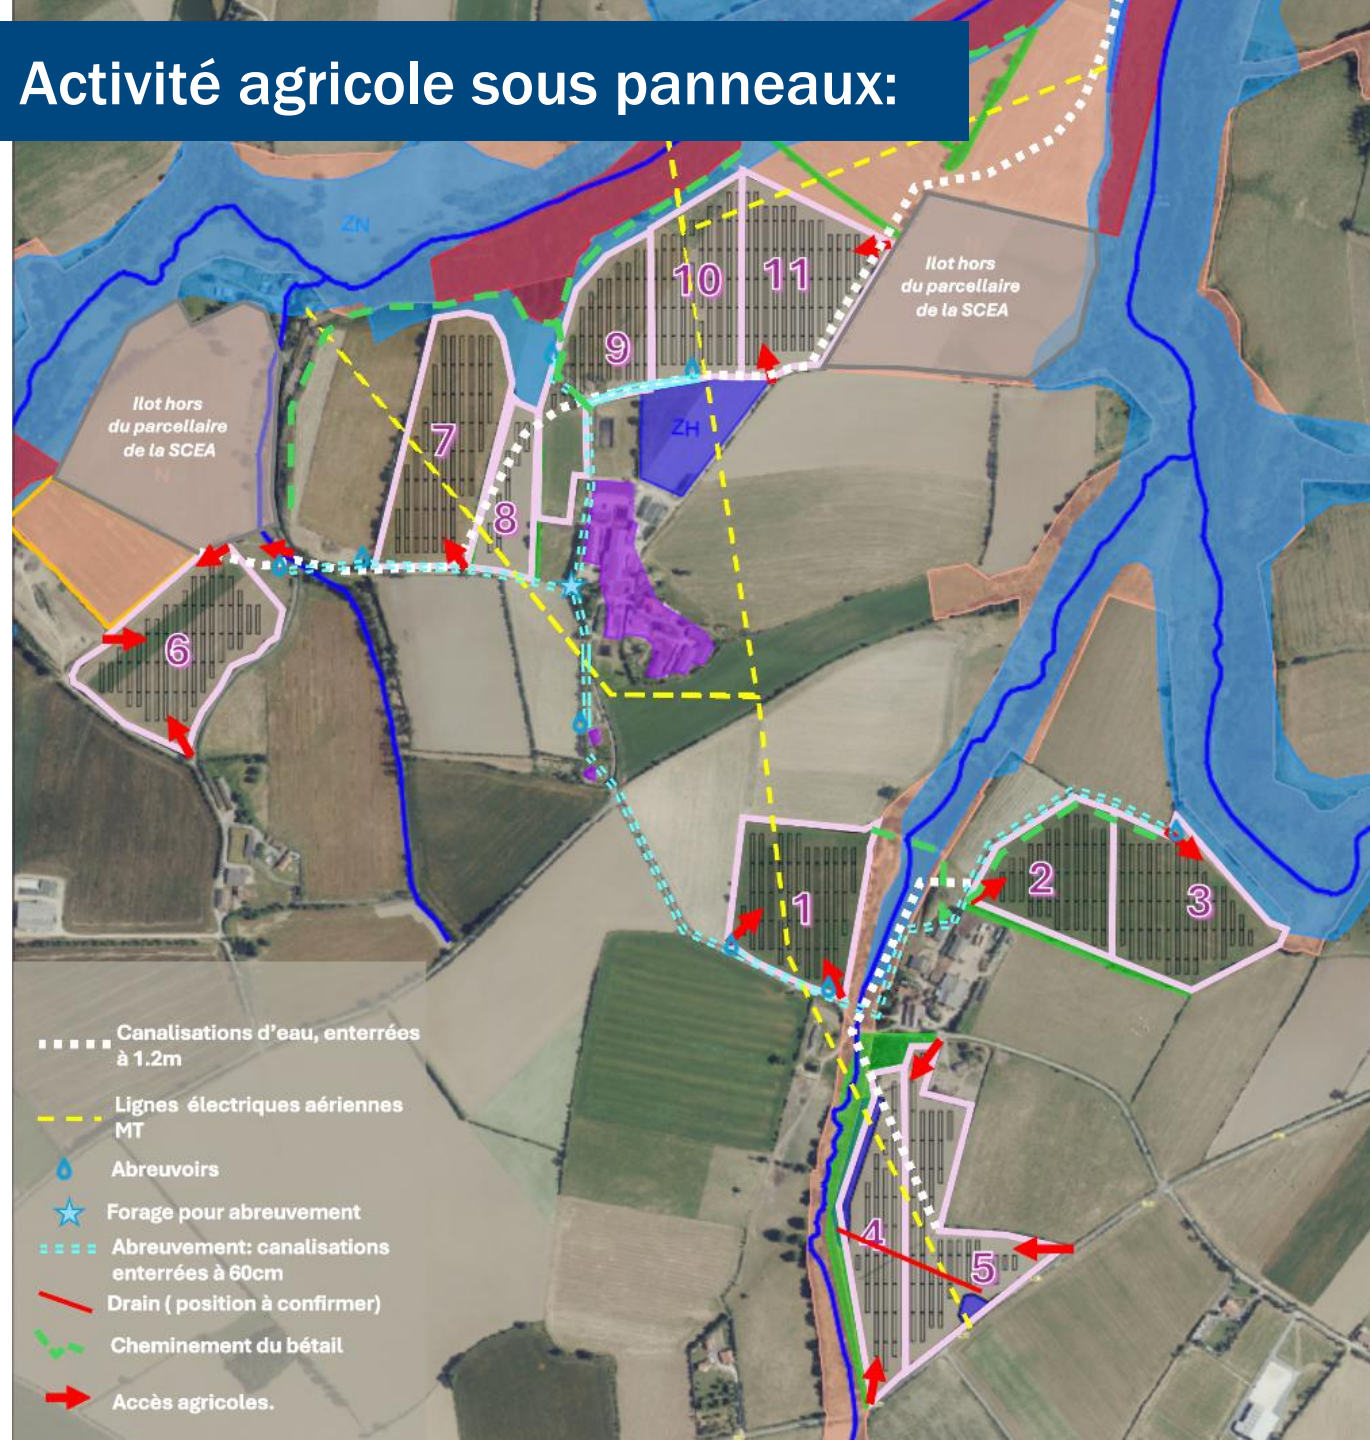 Activité agricole sous panneaux:
ZN
N
Ilot hors
du parcellaire
de la SCEA
10
11
9
Ilot hors
du parcellaire
de la SCEA
N
7
ZH
8
6
1
2
3
4
5
Canalisations d'eau, enterrées
à 1.2m
Lignes électriques aériennes
MT
Abreuvoirs
Forage pour abreuvement
Abreuvement: canalisations
enterrées à 60cm
Drain ( position à confirmer)
Cheminement du bétail
Accès agricoles.